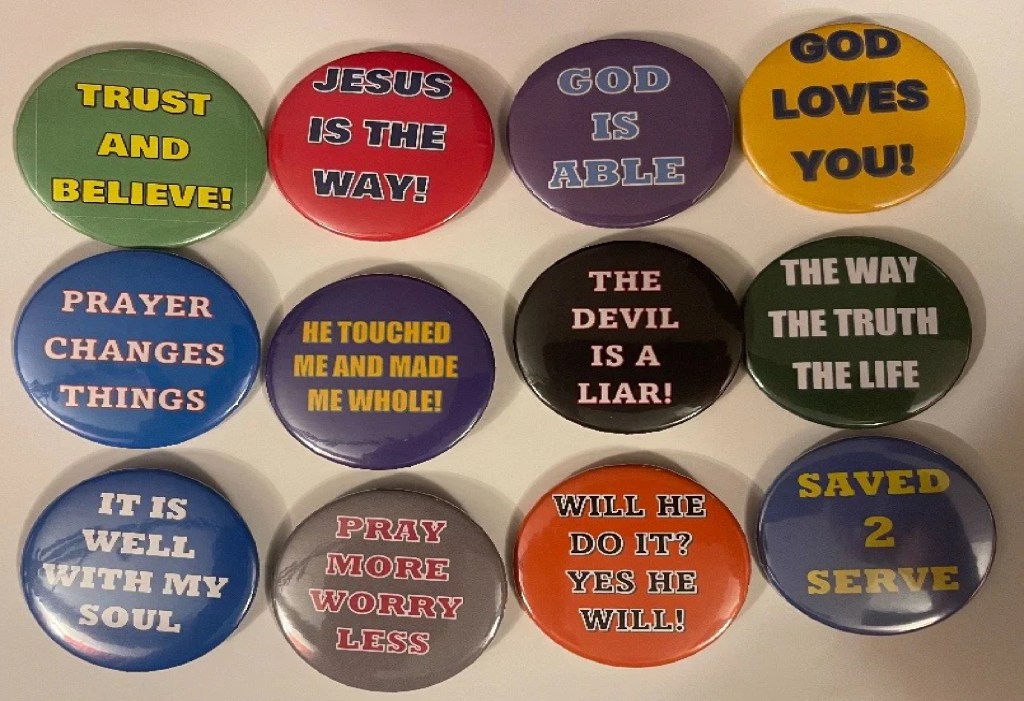 TRUST
AND
BELIEVE!
JESUS
IS THE
WAY!
GOD
IS
ABLE
GOD
LOVES
YOU!
PRAYER
CHANGES
THINGS
HE TOUCHED
ME AND MADE
ME WHOLE!
THE
DEVIL
IS A
LIAR!
THE WAY
THE TRUTH
THE LIFE
IT IS
WELL
WITH MY
SOUL
PRAY
MORE
WORRY
LESS
WILL HE
DO IT?
YES HE
WILL!
SAVED
2
SERVE